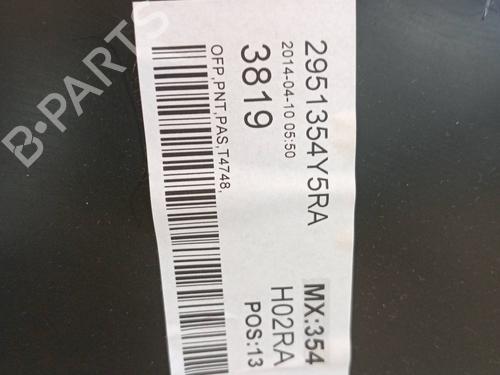 2951354Y5RA
2014-04-10 05:50
3819
OFP,PNT,PAS,T4748,
MX:354
H02RA
POS:13
B-PARTS